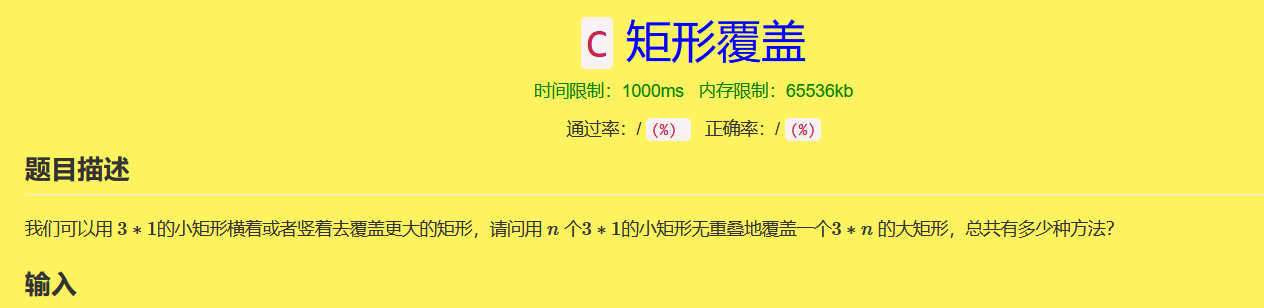 C 矩形覆盖
时间限制：1000ms 内存限制：65536kb
通过率：/ (%) 正确率：/ (%)
题目描述
我们可以用 3 * 1的小矩形横着或者竖着去覆盖更大的矩形，请问用 n 个3 * 1的小矩形无重叠地覆盖一个3 * n 的大矩形，总共有多少种方法？
输入